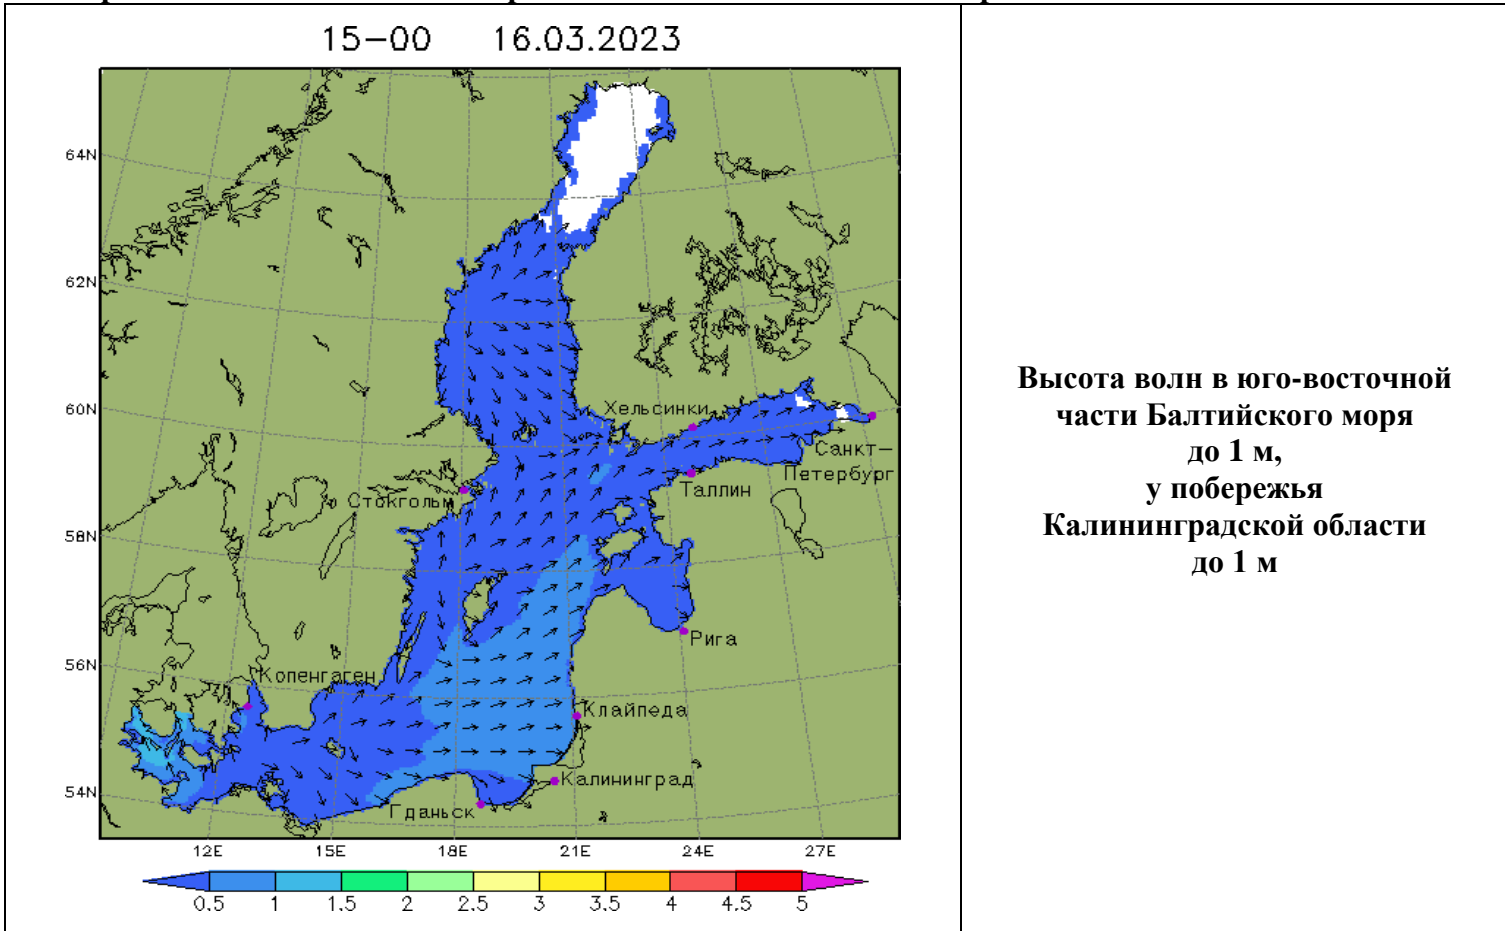 15-00 16.03.2023
64N
62N
60N
58N
56N
54N
Хельсинки
Санкт-
Петербург
Таллин
Стокгольм
Рига
Копенгаген
Клайпеда
Калининград
Гданьск
12E 15E 18E 21E 24E 27E
0.5 1 1.5 2 2.5 3 3.5 4 4.5 5
Высота волн в юго-восточной
части Балтийского моря
до 1 м,
у побережья
Калининградской области
до 1 м